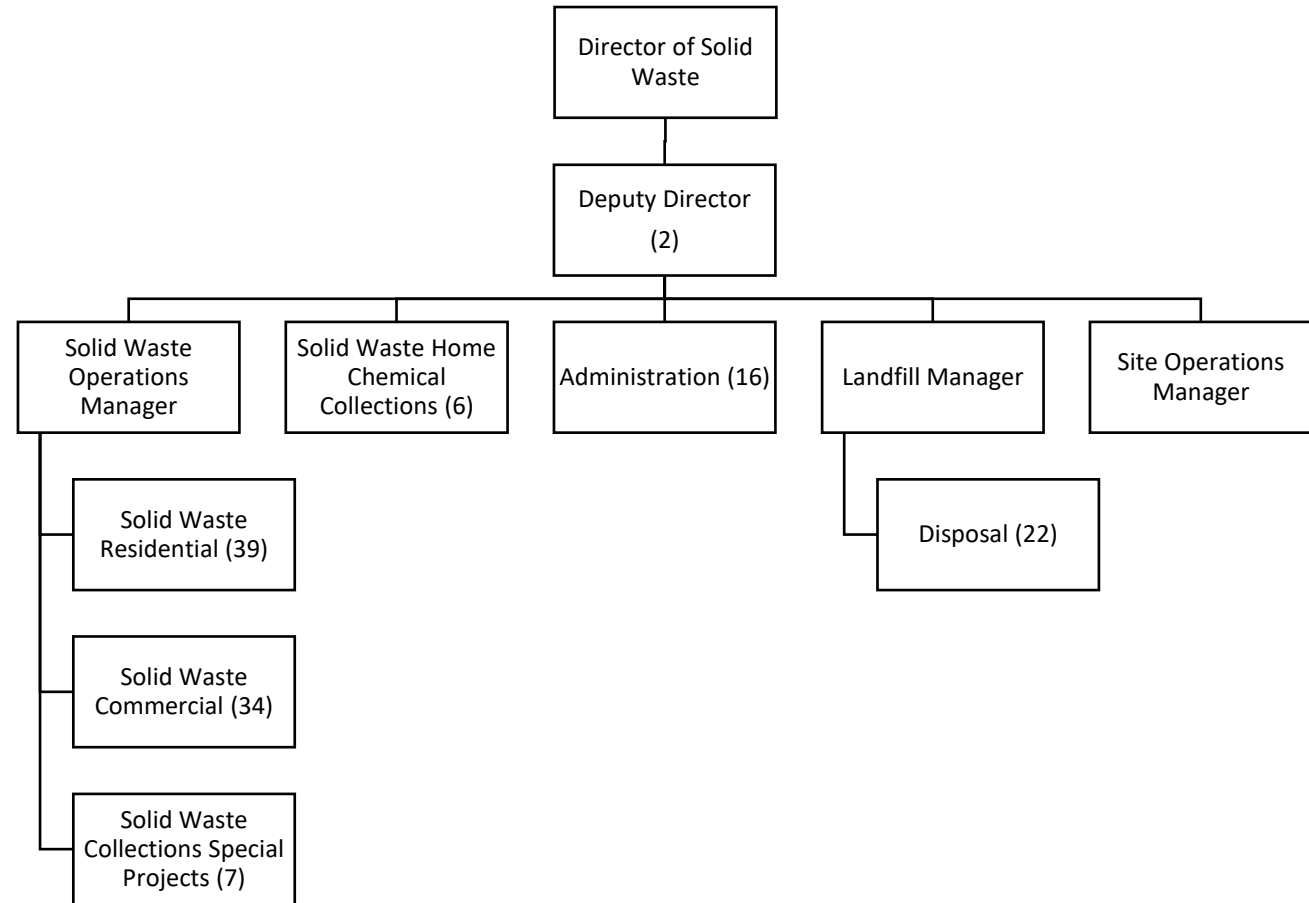 Director of Solid
Waste
Deputy Director
(2)
Solid Waste
Operations
Manager
Solid Waste Home
Chemical
Collections (6)
Administration (16)
Landfill Manager
Site Operations
Manager
Solid Waste
Residential (39)
Disposal (22)
Solid Waste
Commercial (34)
Solid Waste
Collections Special
Projects (7)